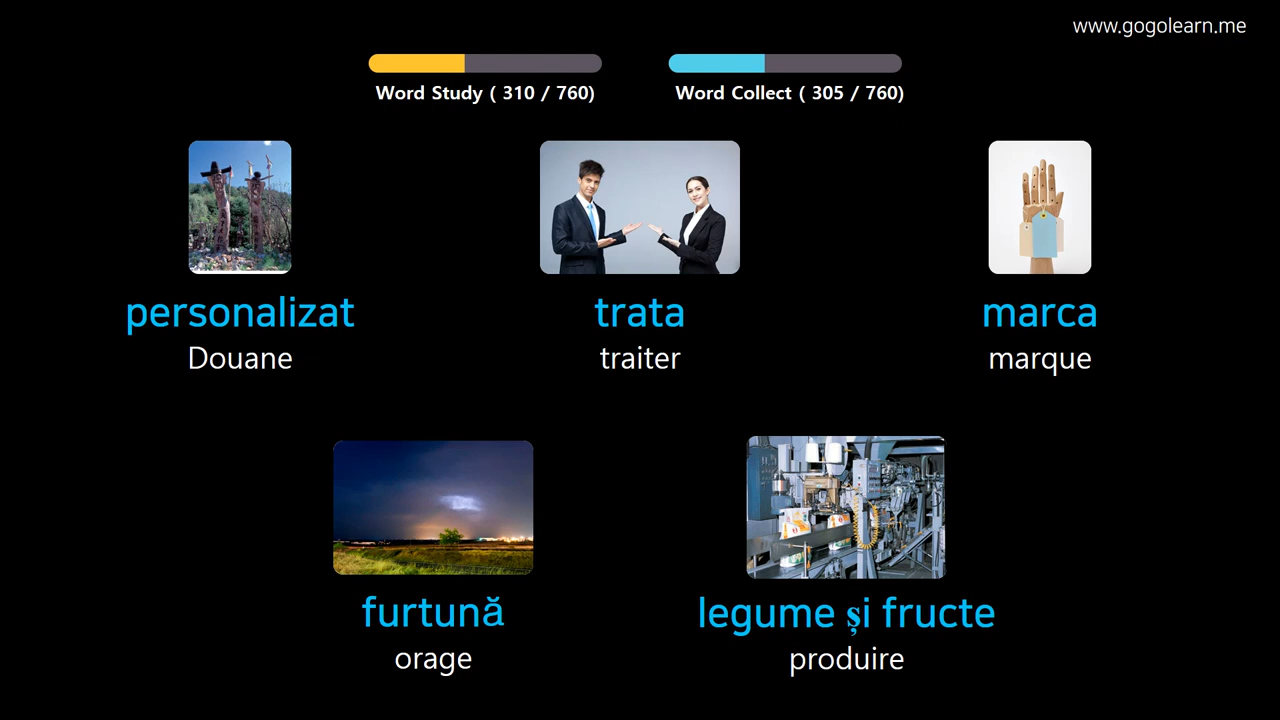 www.gogolearn.me
Word Study ( 310 / 760)
Word Collect ( 305 / 760)
personalizat
Douane
trata
traiter
marca
marque
furtună
orage
legume și fructe
produire